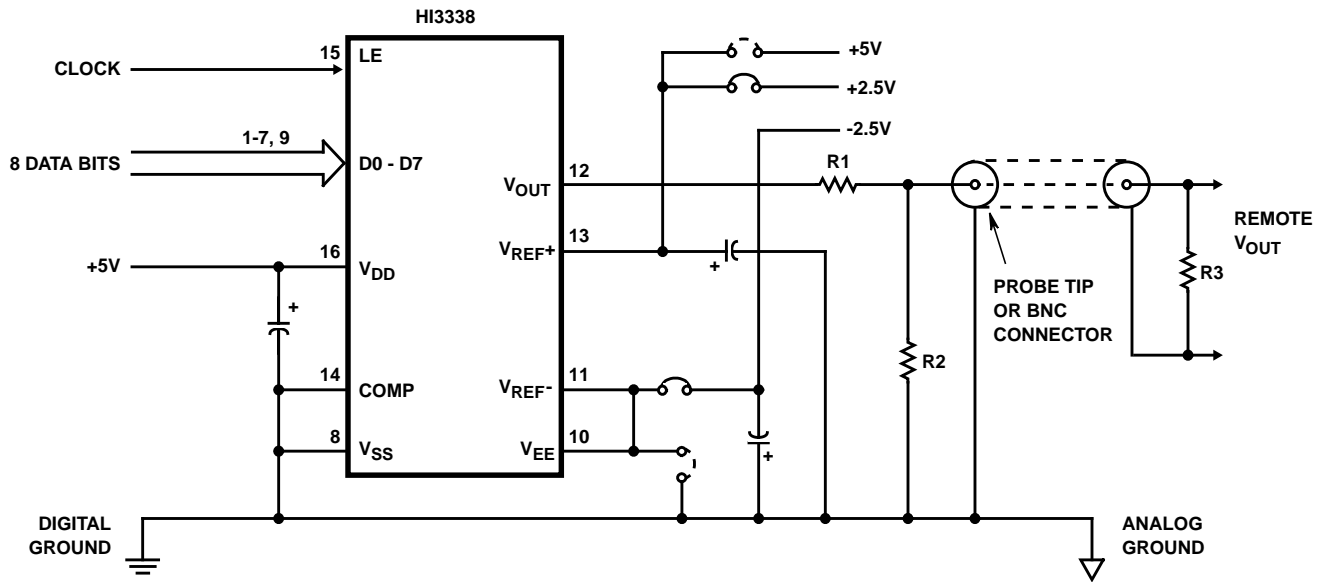 HI3338
CLOCK
15
LE
8 DATA BITS
1-7, 9
D0 - D7
+5V
16
VDD
+
14
COMP
8
VSS
DIGITAL
GROUND
VOUT
12
VREF+
13
VREF-
11
VEE
10
+5V
+2.5V
-2.5V
+
+
R1
R2
PROBE TIP
OR BNC
CONNECTOR
REMOTE
VOUT
R3
ANALOG
GROUND